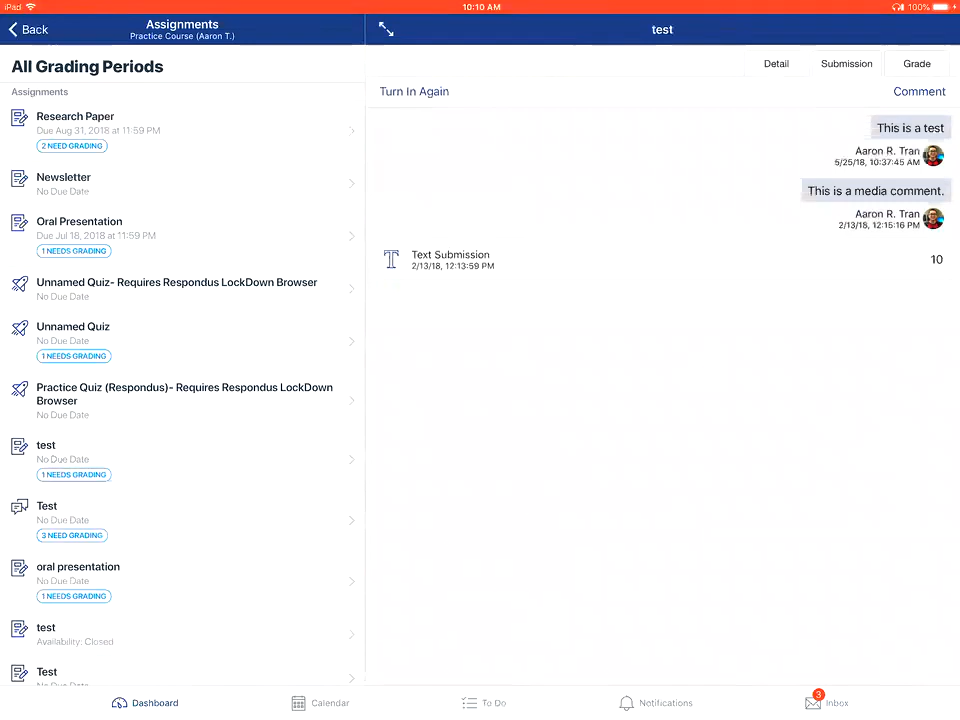 iPad
10:10 AM
100%
Back
Assignments
Practice Course (Aaron T.)
test
All Grading Periods
Assignments
Research Paper
Due Aug 31, 2018 at 11:59 PM
2 NEED GRADING
Newsletter
No Due Date
Oral Presentation
Due Jul 18, 2018 at 11:59 PM
1 NEEDS GRADING
Unnamed Quiz- Requires Respondus LockDown Browser
No Due Date
Unnamed Quiz
No Due Date
1 NEEDS GRADING
Practice Quiz (Respondus)- Requires Respondus LockDown
Browser
No Due Date
test
No Due Date
1 NEEDS GRADING
Test
No Due Date
3 NEED GRADING
oral presentation
No Due Date
1 NEEDS GRADING
test
Availability: Closed
Test
No Due Date
Detail
Submission
Grade
Turn In Again
Comment
This is a test
Aaron R. Tran
5/25/18, 10:37:45 AM
This is a media comment.
Aaron R. Tran
2/13/18, 12:15:16 PM
Text Submission
2/13/18, 12:13:59 PM
10
Dashboard
Calendar
To Do
Notifications
3
Inbox